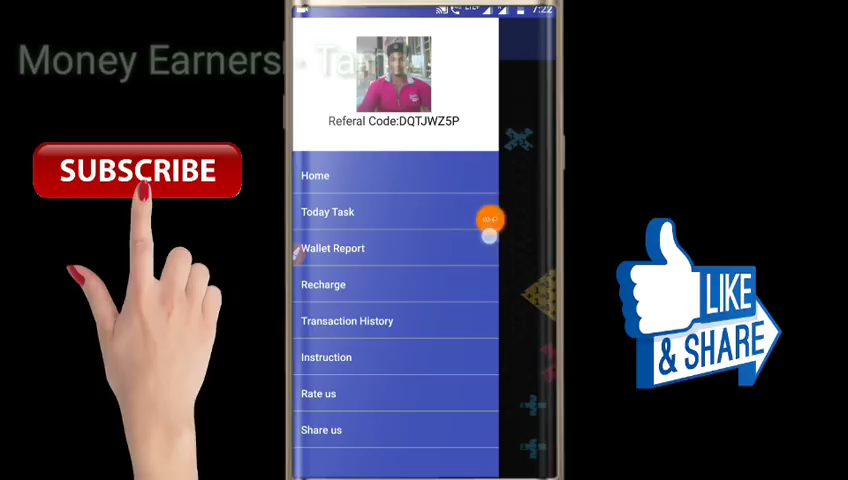 7:22
Money Earners - Tam
Referal Code:DQTJWZ5P
SUBSCRIBE
Home
Today Task
Wallet Report
Recharge
Transaction History
Instruction
Rate us
Share us
LIKE
& SHARE